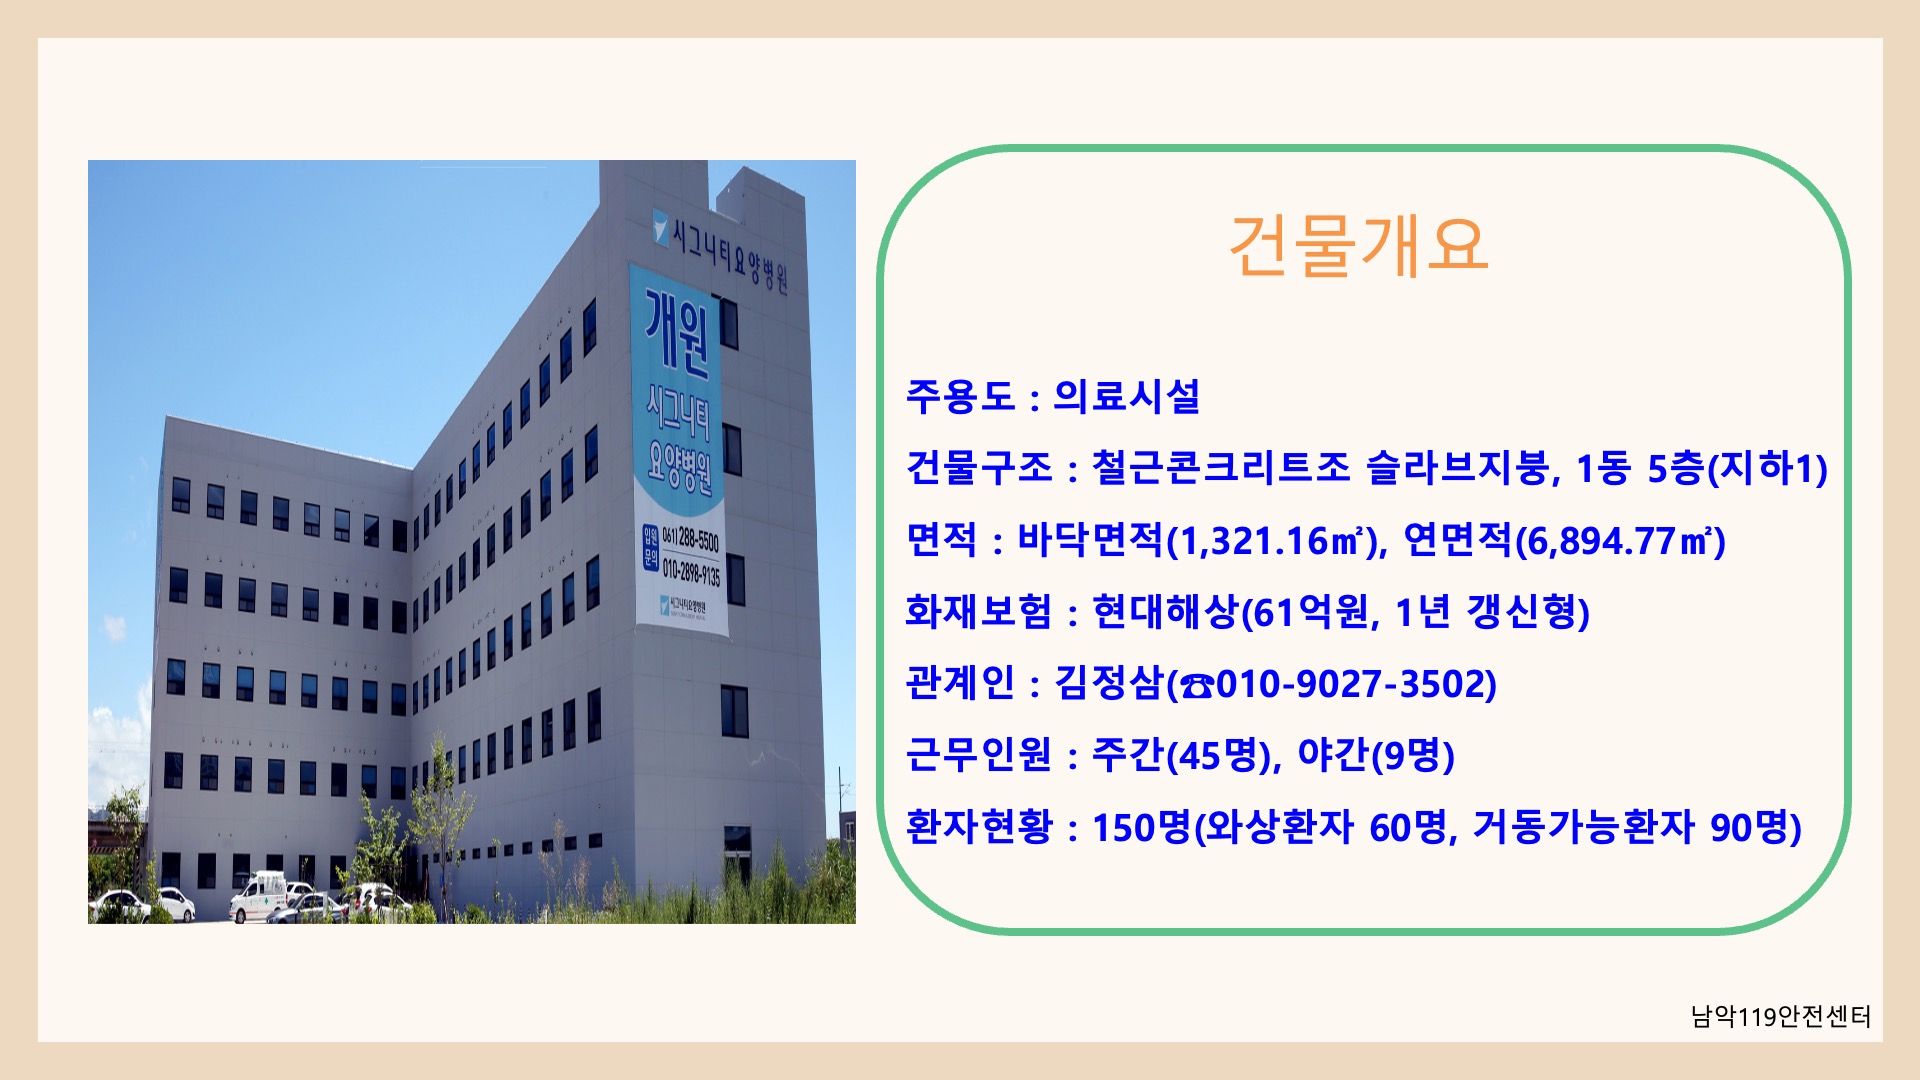 시그니티요양병원
개원
시그니티
요양병원
입원
문의
061) 288-5500
010-2898-9135
시그니티요양병원
건물개요
주용도 : 의료시설
건물구조 : 철근콘크리트조 슬라브지붕, 1동 5층(지하1)
면적 : 바닥면적(1,321.16㎡), 연면적(6,894.77㎡)
화재보험 : 현대해상(61억원, 1년 갱신형)
관계인 : 김정삼(☎010-9027-3502)
근무인원 : 주간(45명), 야간(9명)
환자현황 : 150명(와상환자 60명, 거동가능환자 90명)
남악119안전센터